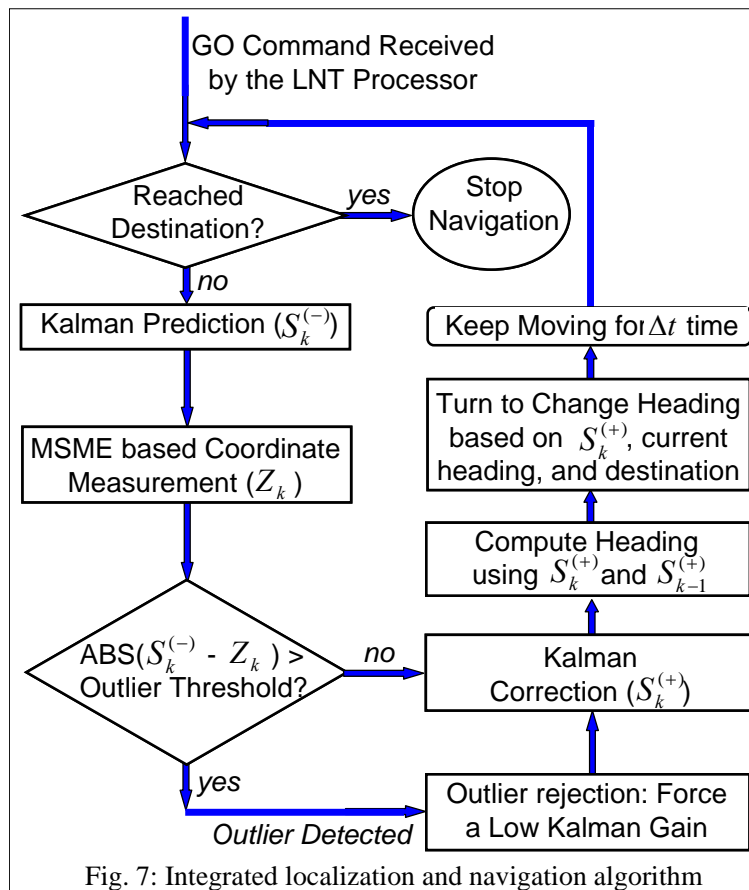 GO Command Received
by the LNT Processor
Reached
Destination?
yes
Stop
Navigation
no
Kalman Prediction (S_k^{(-)})
MSME based Coordinate
Measurement (Z_k)
ABS(S_k^{(-)} - Z_k) >
Outlier Threshold?
no
yes
Outlier Detected
Outlier rejection: Force
a Low Kalman Gain
Kalman
Correction (S_k^{(+)})
Compute Heading
using S_k^{(+)} and S_{k-1}^{(+)}
Turn to Change Heading
based on S_k^{(+)}, current
heading, and destination
Keep Moving for Δt time
Fig. 7: Integrated localization and navigation algorithm